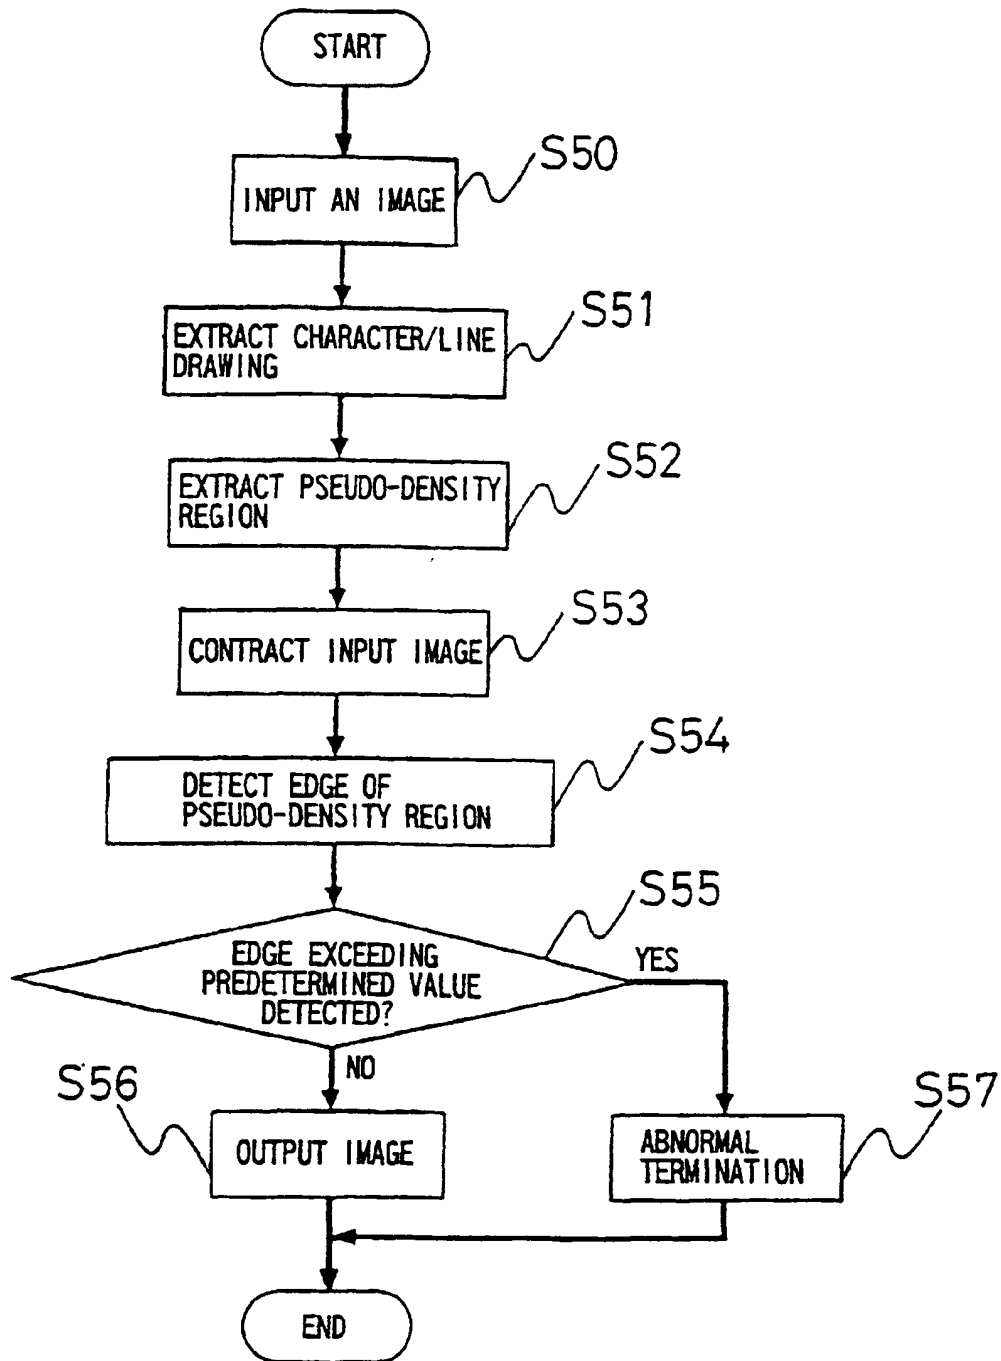 START
S50
INPUT AN IMAGE
S51
EXTRACT CHARACTER/LINE
DRAWING
S52
EXTRACT PSEUDO-DENSITY
REGION
S53
CONTRACT INPUT IMAGE
S54
DETECT EDGE OF
PSEUDO-DENSITY REGION
S55
EDGE EXCEEDING
PREDETERMINED VALUE
DETECTED?
YES
NO
S56
OUTPUT IMAGE
S57
ABNORMAL
TERMINATION
END